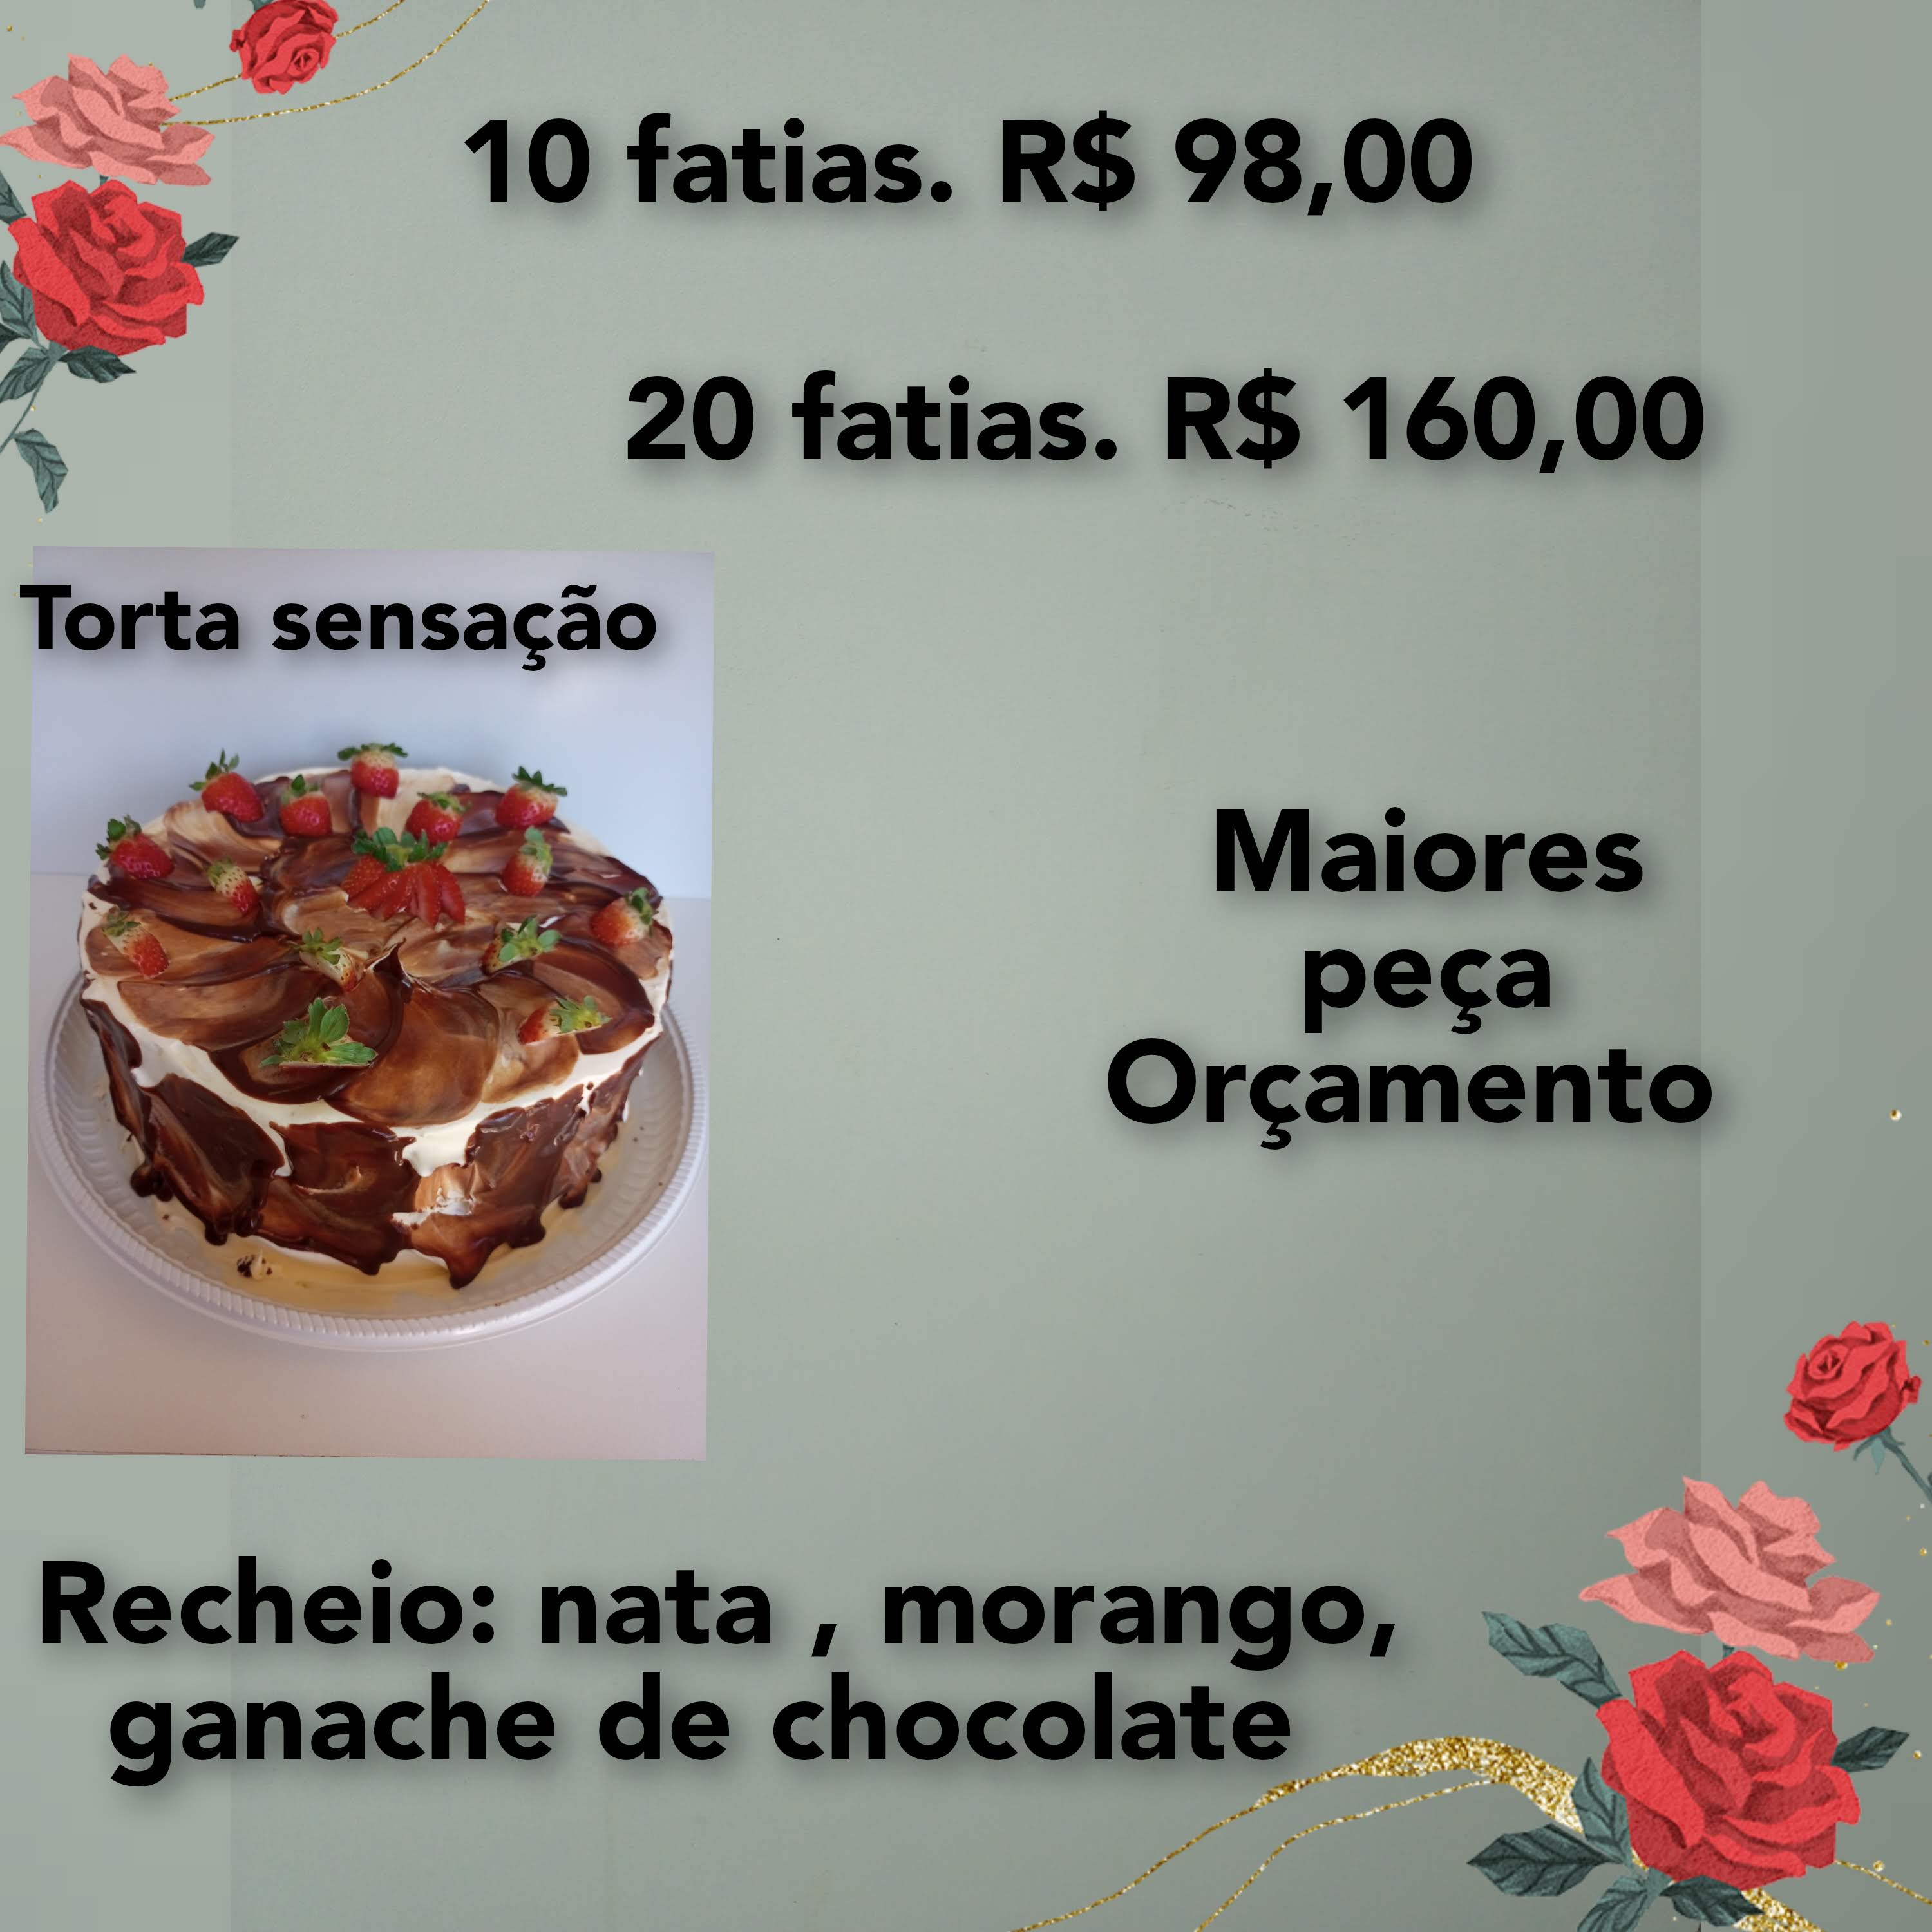 10 fatias. R$ 98,00
20 fatias. R$ 160,00
Torta sensação
Maiores
peça
Orçamento
Recheio: nata , morango,
ganache de chocolate